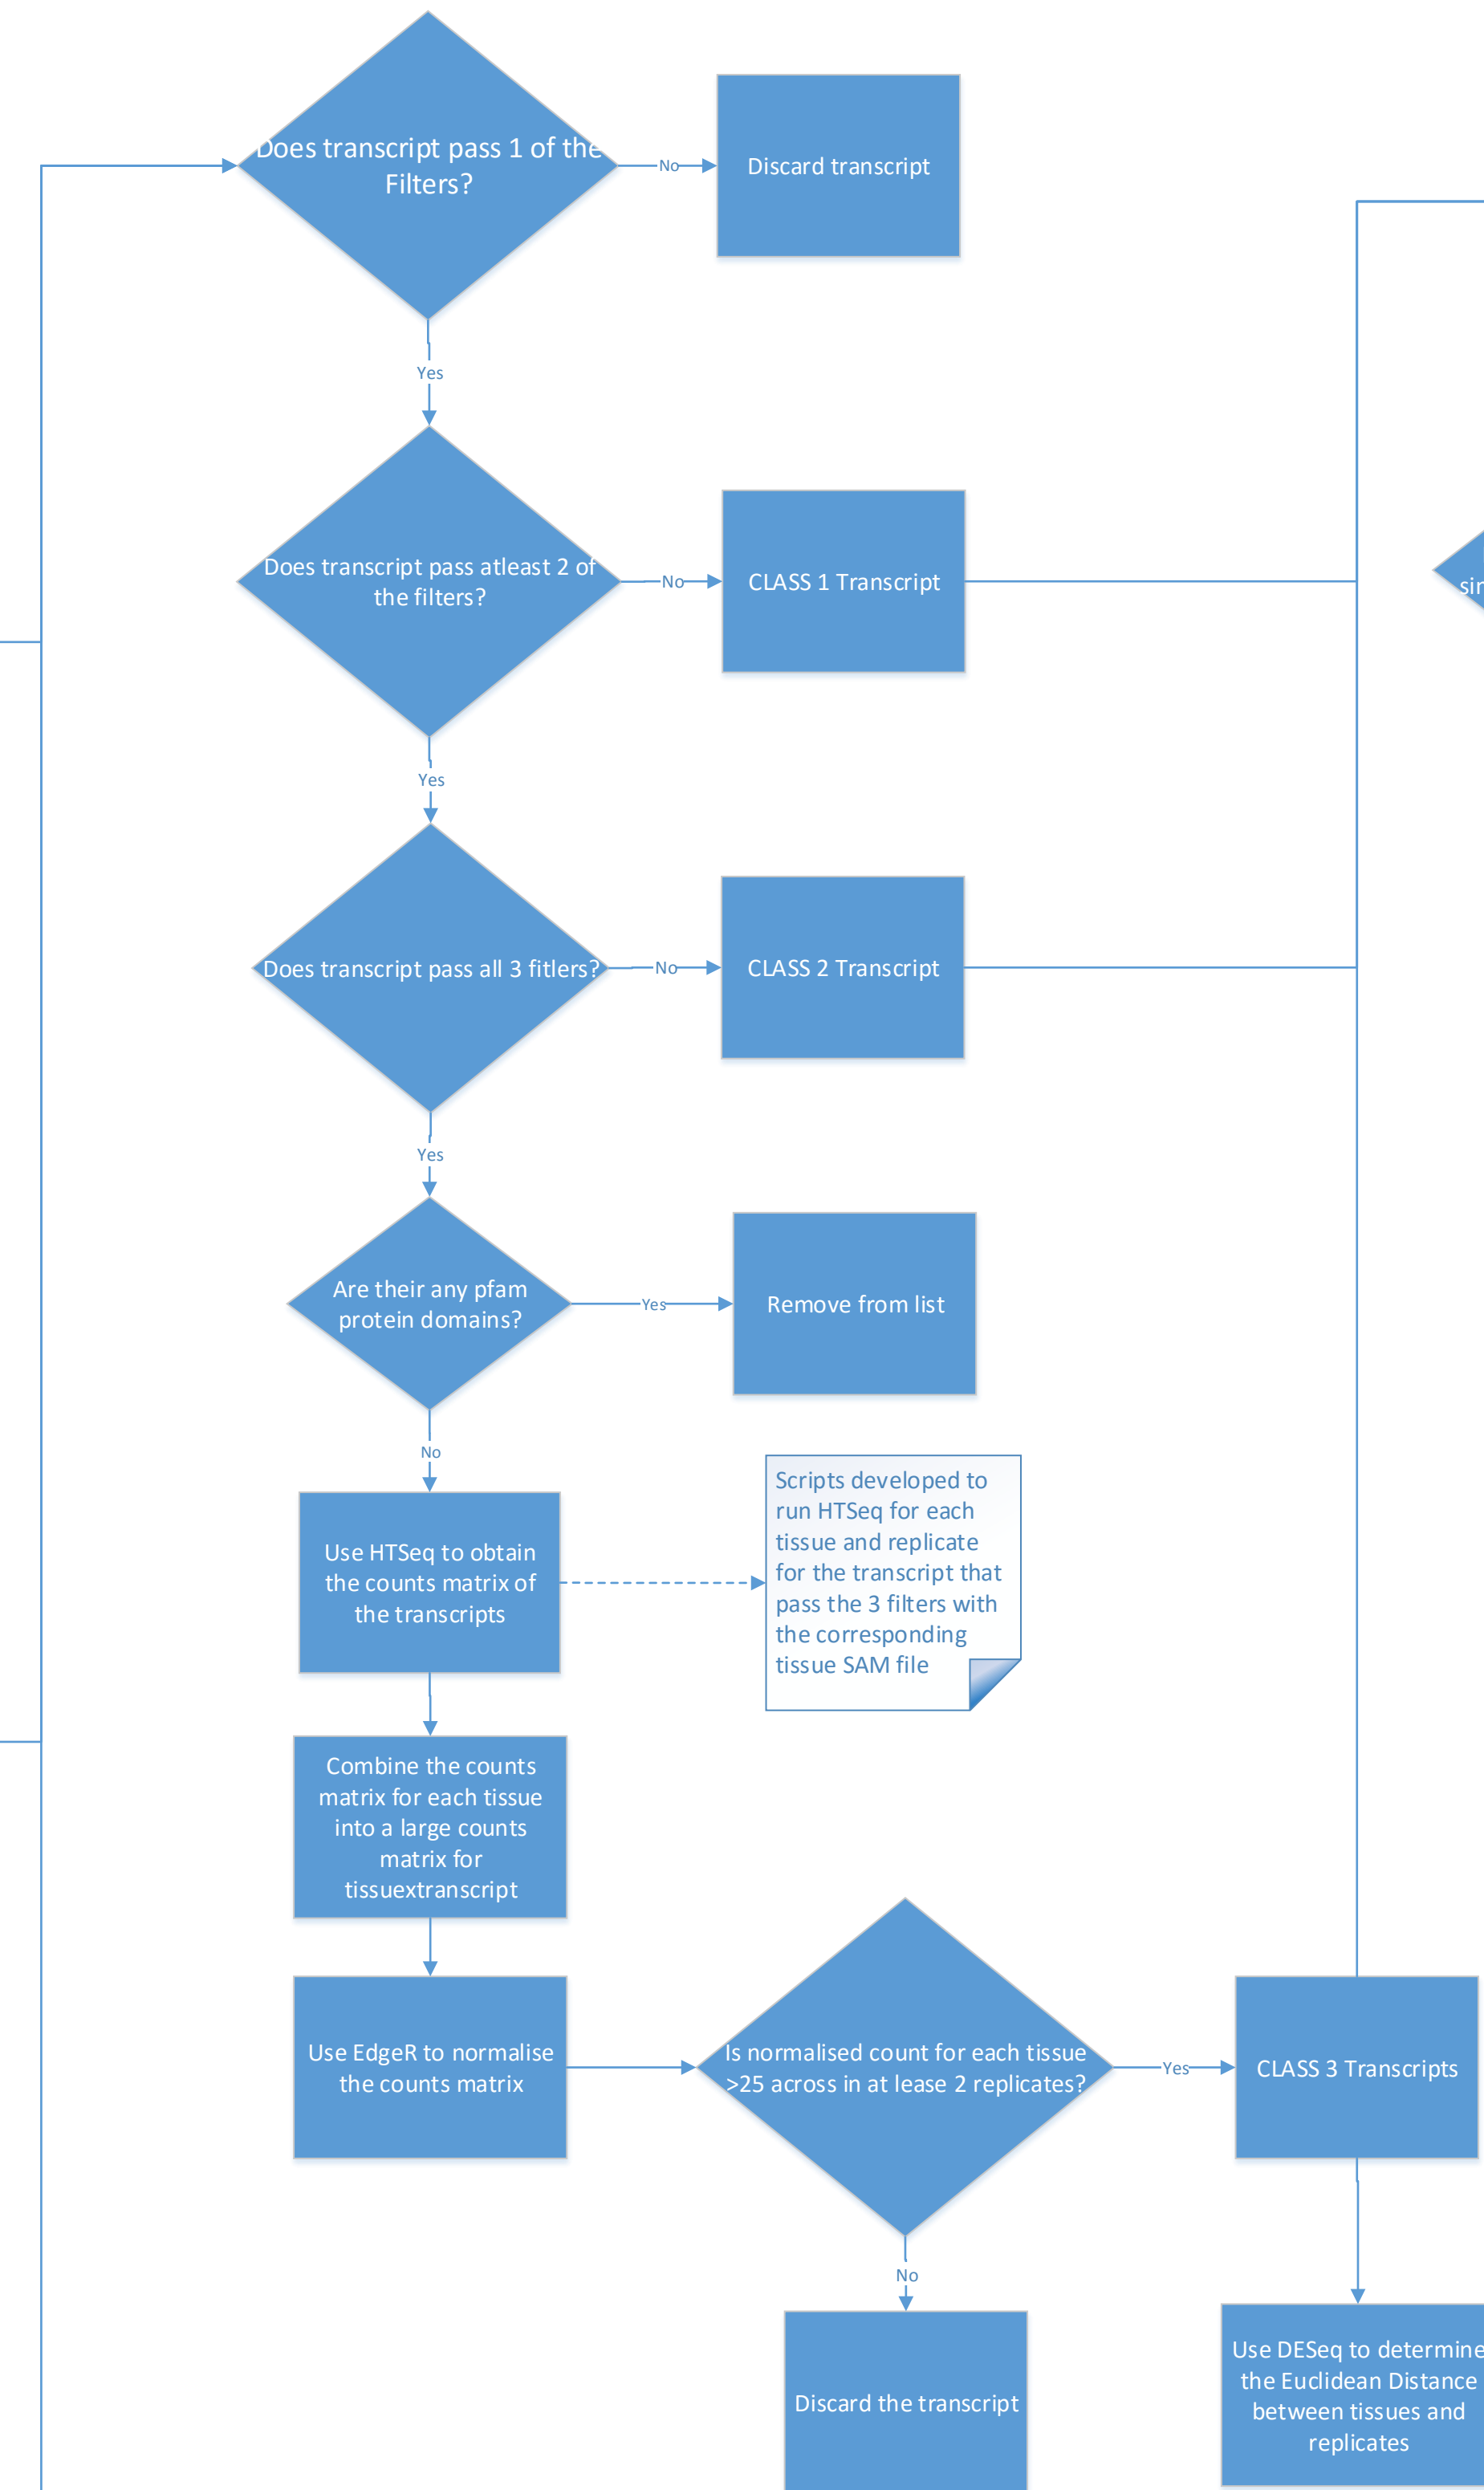 Does transcript pass 1 of the
Filters?
No
Discard transcript
Yes
Does transcript pass atleast 2 of
the filters?
No
CLASS 1 Transcript
Yes
Does transcript pass all 3 fitlers?
No
CLASS 2 Transcript
Yes
Are their any pfam
protein domains?
Yes
Remove from list
No
Use HTSeq to obtain
the counts matrix of
the transcripts
Scripts developed to
run HTSeq for each
tissue and replicate
for the transcript that
pass the 3 filters with
the corresponding
tissue SAM file
Combine the counts
matrix for each tissue
into a large counts
matrix for
tissuextranscript
Use EdgeR to normalise
the counts matrix
Is normalised count for each tissue
>25 across in at lease 2 replicates?
Yes
CLASS 3 Transcripts
No
Discard the transcript
Use DESeq to determine
the Euclidean Distance
between tissues and
replicates